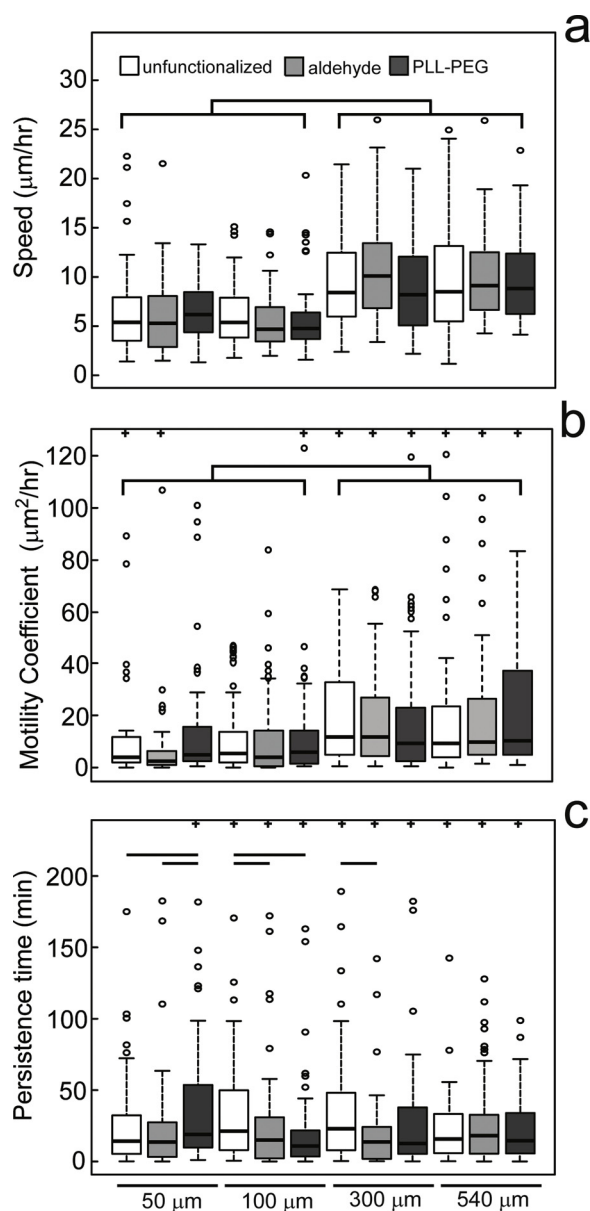 a
unfunctionalized aldehyde PLL-PEG
Speed (μm/hr)
30
25
20
15
10
5
0
b
Motility Coefficient (μm²/hr)
+ + + + + + + + +
120
100
80
60
40
20
0
c
Persistence time (min)
+ + + + + + + + + +
200
150
100
50
0
50 μm 100 μm 300 μm 540 μm